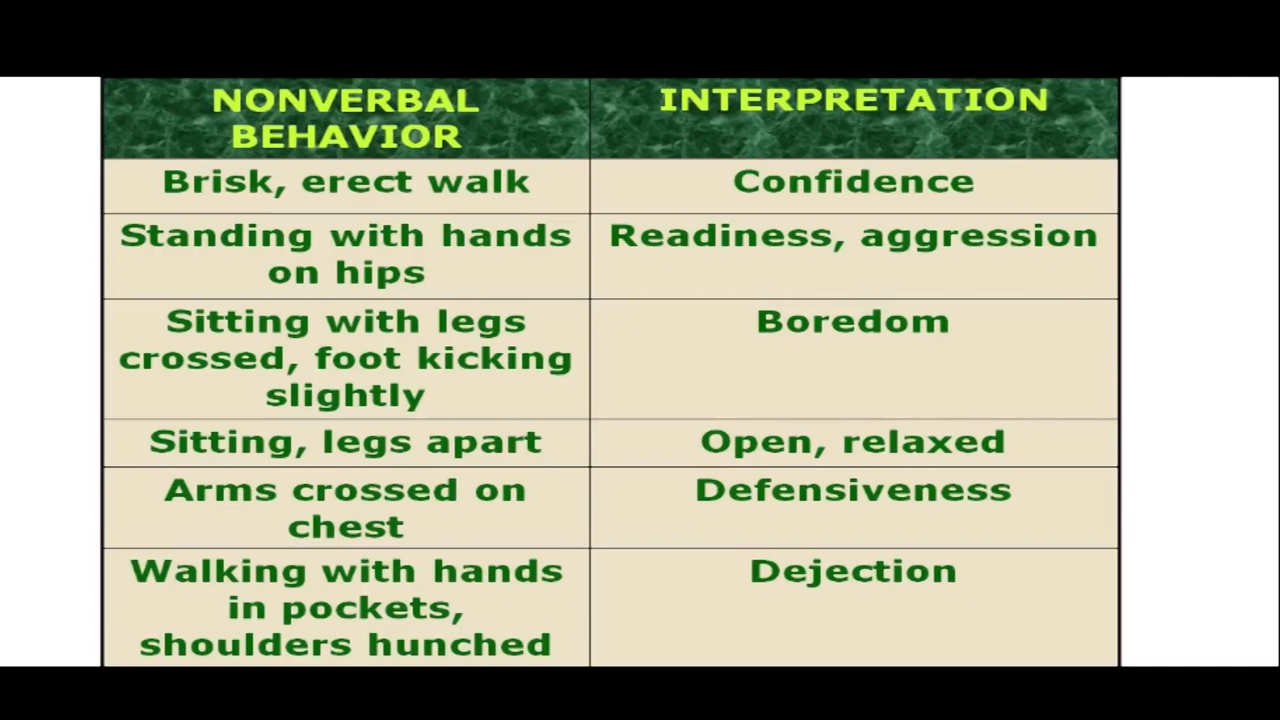 NONVERBAL
BEHAVIOR
INTERPRETATION
Brisk, erect walk
Confidence
Standing with hands
on hips
Readiness, aggression
Sitting with legs
crossed, foot kicking
slightly
Boredom
Sitting, legs apart
Open, relaxed
Arms crossed on
chest
Defensiveness
Walking with hands
in pockets,
shoulders hunched
Dejection